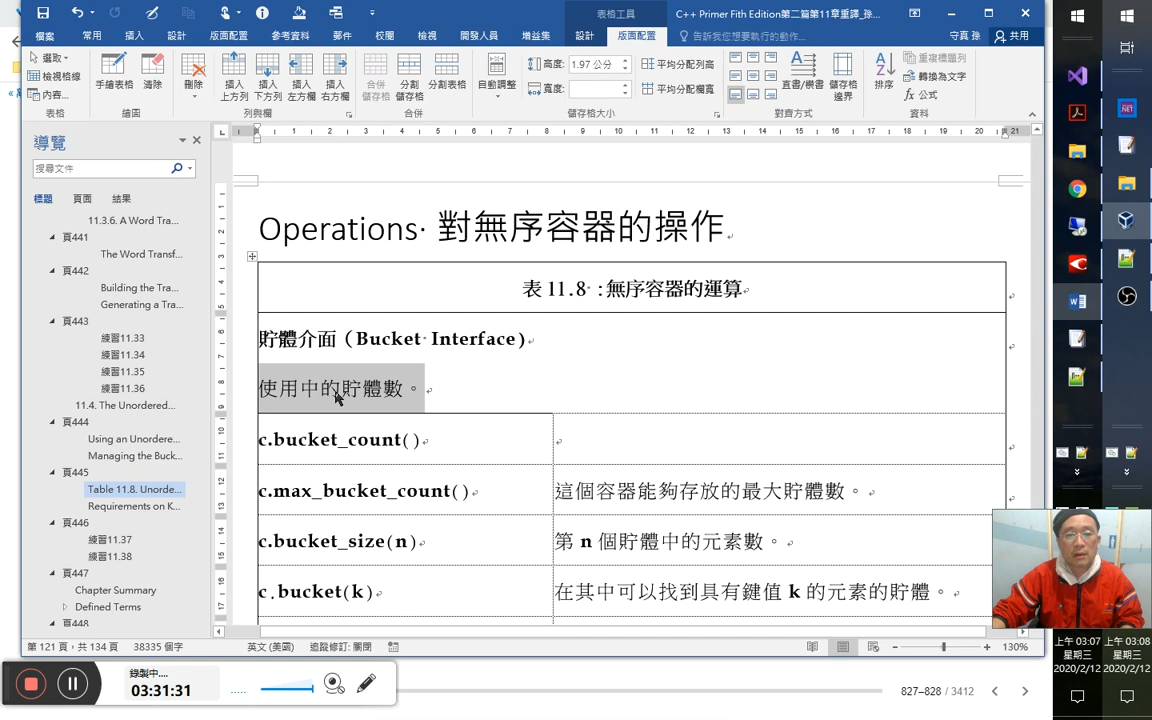 表格工具
C++ Primer Fith Edition第二篇第11章重譯_孫...
檔案
常用
插入
設計
版面配置
參考資料
郵件
校閱
檢視
開發人員
增益集
設計
版面配置
告訴我您想要執行的動作...
守真 孫
共用
選取
檢視格線
內容...
手繪表格
清除
刪除
插入上方列
插入下方列
插入左方欄
插入右方欄
合併儲存格
分割儲存格
分割表格
自動調整
高度: 1.97 公分
寬度:
平均分配列高
平均分配欄寬
直書/橫書
儲存格邊界
排序
重複標題列
轉換為文字
公式
表格
繪圖
列與欄
合併
儲存格大小
對齊方式
資料
導覽
搜尋文件
標題
頁面
結果
11.3.6. A Word Tra...
頁441
The Word Transf...
頁442
Building the Tra...
Generating a Tra...
頁443
練習11.33
練習11.34
練習11.35
練習11.36
11.4. The Unordered...
頁444
Using an Unordere...
Managing the Buck...
頁445
Table 11.8. Unorde...
Requirements on K...
頁446
練習11.37
練習11.38
頁447
Chapter Summary
Defined Terms
頁448
Operations 對無序容器的操作
表 11.8 :無序容器的運算
貯體介面（Bucket Interface）
使用中的貯體數。
c.bucket_count()
c.max_bucket_count()
這個容器能夠存放的最大貯體數。
c.bucket_size(n)
第 n 個貯體中的元素數。
c.bucket(k)
在其中可以找到具有鍵值 k 的元素的貯體。
第 121 頁，共 134 頁
38335 個字
英文 (美國)
追蹤修訂: 關閉
130%
錄製中....
03:31:31
827–828 / 3412
上午 03:07
星期三
2020/2/12
上午 03:08
星期三
2020/2/12